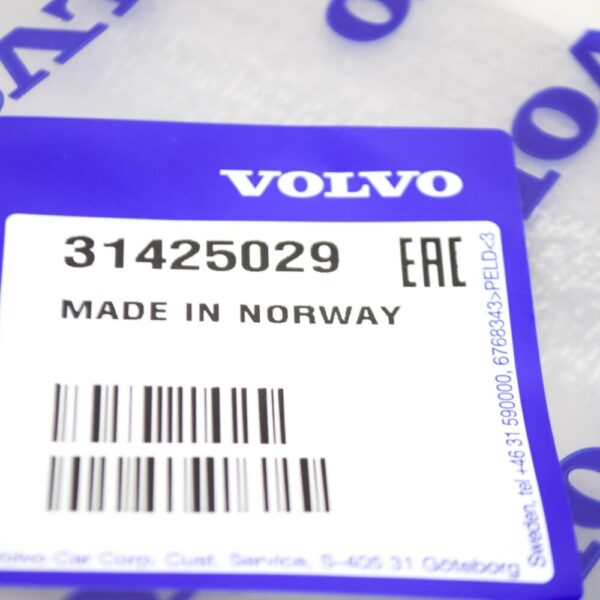 VOLVO
31425029 EAC
MADE IN NORWAY
Volvo Car Corp. Cust. Service, S-405 31 Göteborg
Sweden, tel +46 31 590000, 6768343>PELD<3